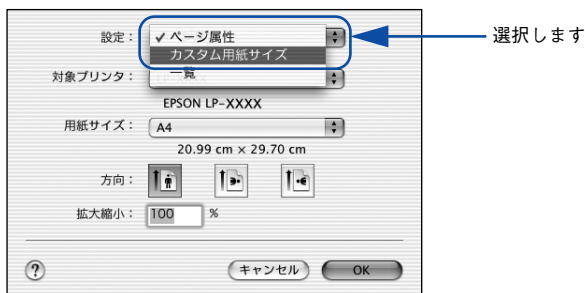 設定：
✓ ページ属性
選択します
カスタム用紙サイズ
一覧
対象プリンタ：
EPSON LP-XXXX
用紙サイズ：
A4
20.99 cm × 29.70 cm
方向：
拡大縮小：
100
%
?
キャンセル
OK